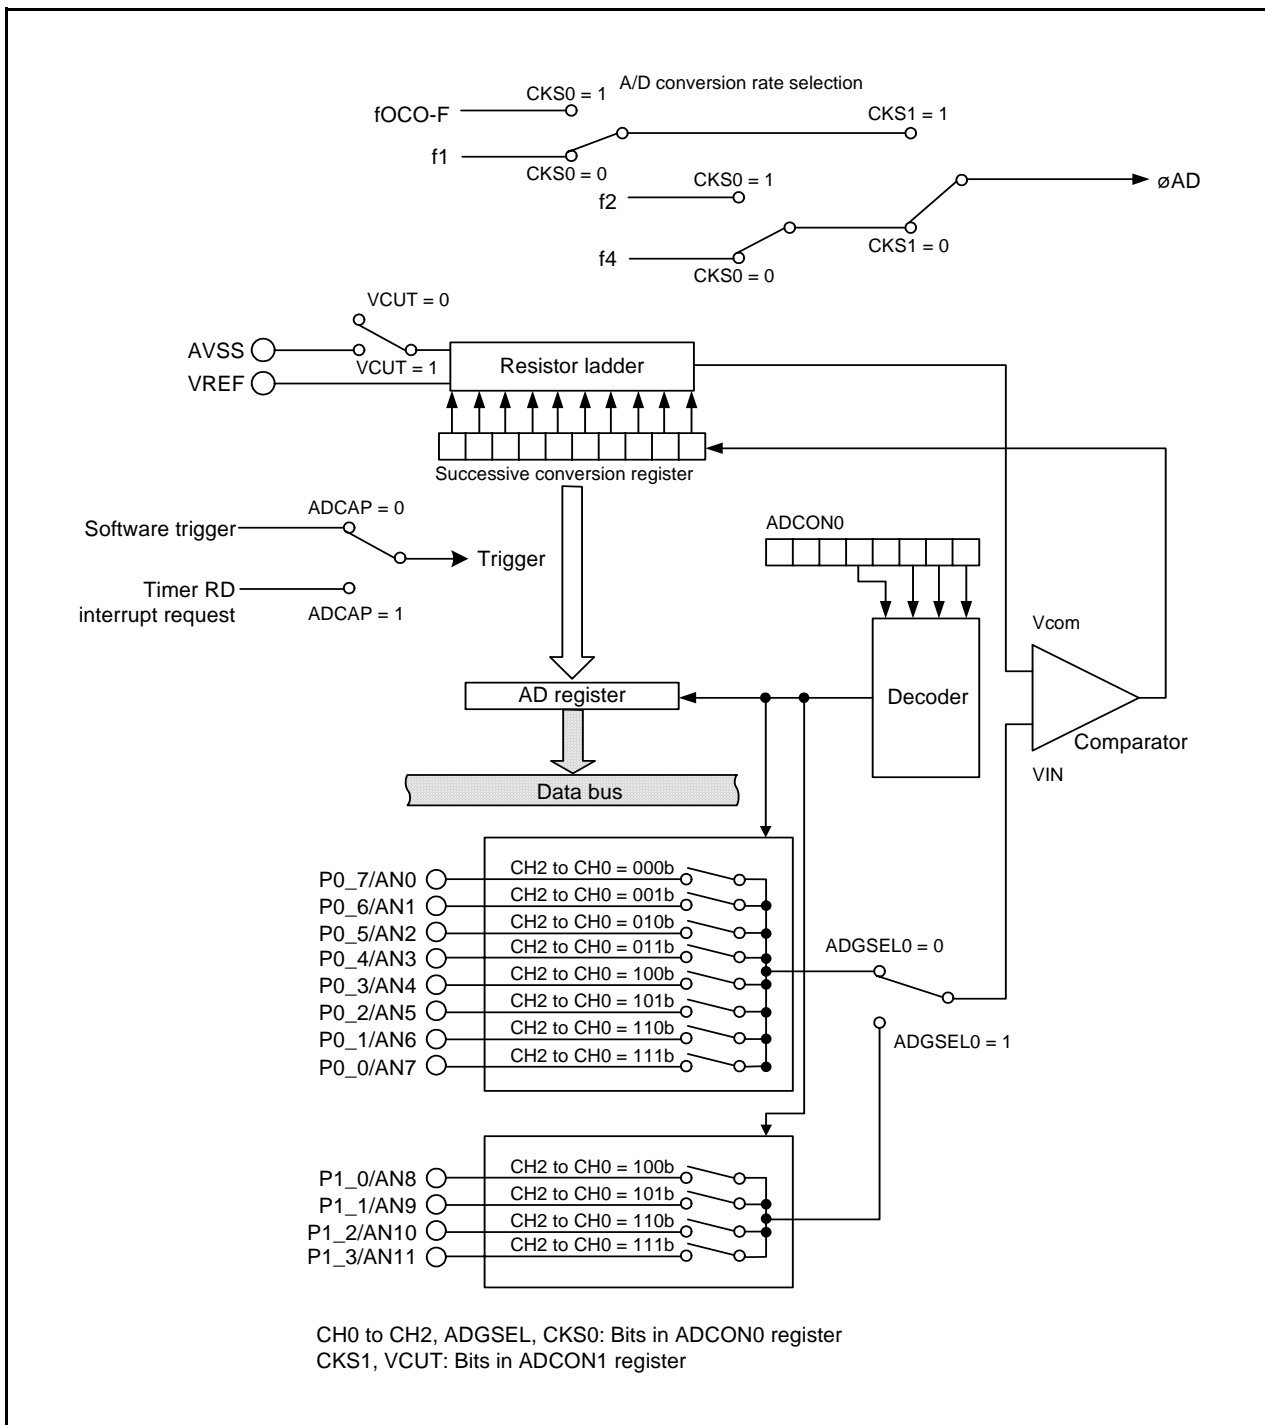 A/D conversion rate selection
CKS0 = 1
fOCO-F
CKS1 = 1
f1
CKS0 = 0
CKS0 = 1
f2
øAD
CKS1 = 0
f4
CKS0 = 0
VCUT = 0
AVSS
VCUT = 1
Resistor ladder
VREF
Successive conversion register
ADCAP = 0
Software trigger
Trigger
Timer RD
interrupt request
ADCAP = 1
ADCON0
Vcom
Decoder
Comparator
VIN
AD register
Data bus
P0_7/AN0 CH2 to CH0 = 000b
P0_6/AN1 CH2 to CH0 = 001b
P0_5/AN2 CH2 to CH0 = 010b
P0_4/AN3 CH2 to CH0 = 011b
P0_3/AN4 CH2 to CH0 = 100b
P0_2/AN5 CH2 to CH0 = 101b
P0_1/AN6 CH2 to CH0 = 110b
P0_0/AN7 CH2 to CH0 = 111b
ADGSEL0 = 0
ADGSEL0 = 1
P1_0/AN8 CH2 to CH0 = 100b
P1_1/AN9 CH2 to CH0 = 101b
P1_2/AN10 CH2 to CH0 = 110b
P1_3/AN11 CH2 to CH0 = 111b
CH0 to CH2, ADGSEL, CKS0: Bits in ADCON0 register
CKS1, VCUT: Bits in ADCON1 register